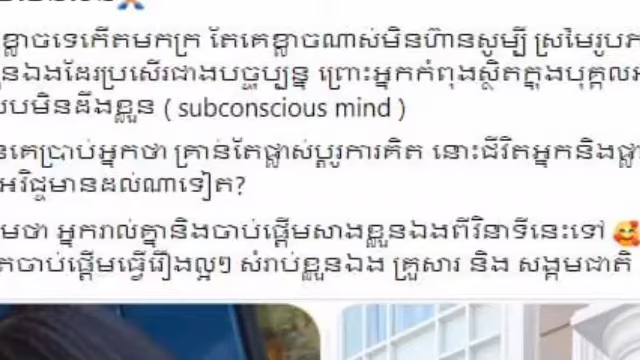 ខ្លាចទេកើតមកក្រ តែគេខ្លាចណាស់មិនហ៊ានសូម្បី ស្រមៃរូបភ
ខ្លួនឯងដែរប្រសើរជាងបច្ចុប្បន្ន ព្រោះអ្នកកំពុងស្ថិតក្នុងបុគ្គល
បមិនដឹងខ្លួន ( subconscious mind )
គេប្រាប់អ្នកថា គ្រាន់តែផ្លាស់ប្តូរការគិត នោះជីវិតអ្នកនិងផ្លា
អវិជ្ជមានដល់ណាទៀត?
មថា អ្នករាល់គ្នានិងចាប់ផ្តើមសាងខ្លួនឯងពីវិនាទីនេះទៅ 🥰
តចាប់ផ្តើមធ្វើរឿងល្អៗ សំរាប់ខ្លួនឯង គ្រួសារ និង សង្គមជាតិ